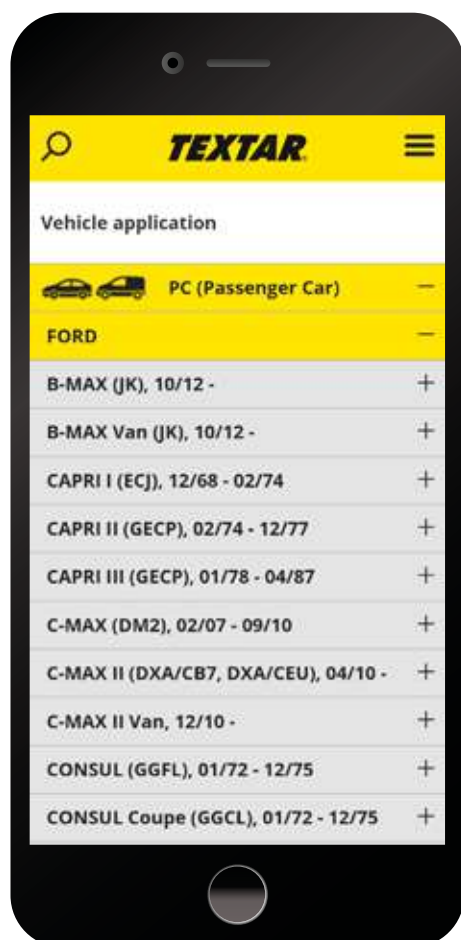 TEXTAR
Vehicle application
PC (Passenger Car)
FORD
B-MAX (JK), 10/12 -
B-MAX Van (JK), 10/12 -
CAPRI I (ECJ), 12/68 - 02/74
CAPRI II (GECP), 02/74 - 12/77
CAPRI III (GECP), 01/78 - 04/87
C-MAX (DM2), 02/07 - 09/10
C-MAX II (DXA/CB7, DXA/CEU), 04/10 -
C-MAX II Van, 12/10 -
CONSUL (GGFL), 01/72 - 12/75
CONSUL Coupe (GGCL), 01/72 - 12/75